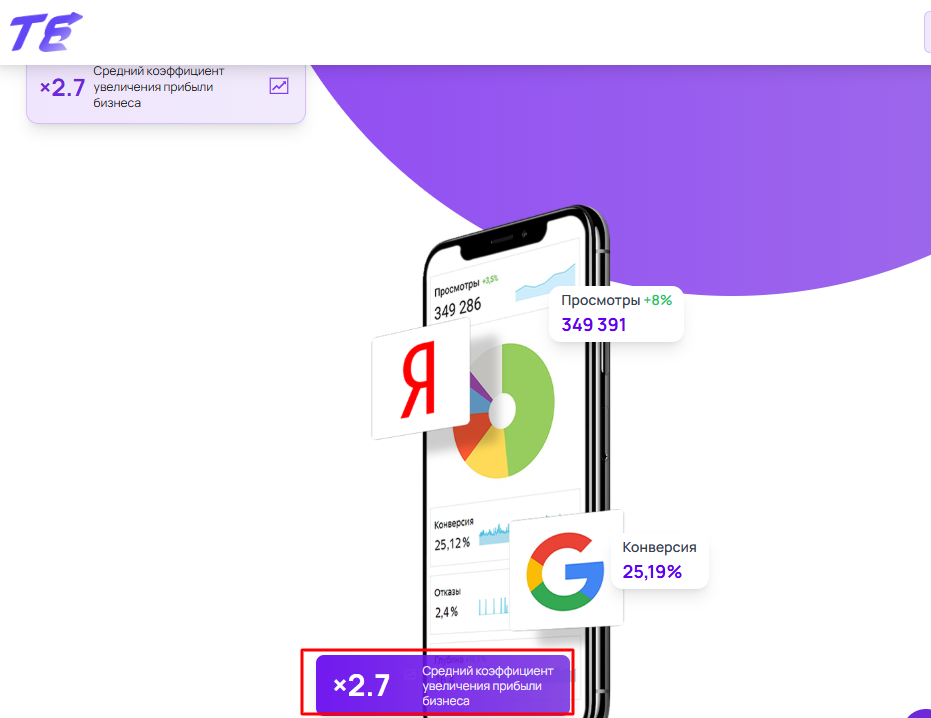 TE
×2.7
Средний коэффициент
увеличения прибыли
бизнеса
Просмотры +3,5%
349 286
Просмотры +8%
349 391
Я
Конверсия
25,12%
G
Конверсия
25,19%
Отказы
2,4%
×2.7
Средний коэффициент
увеличения прибыли
бизнеса